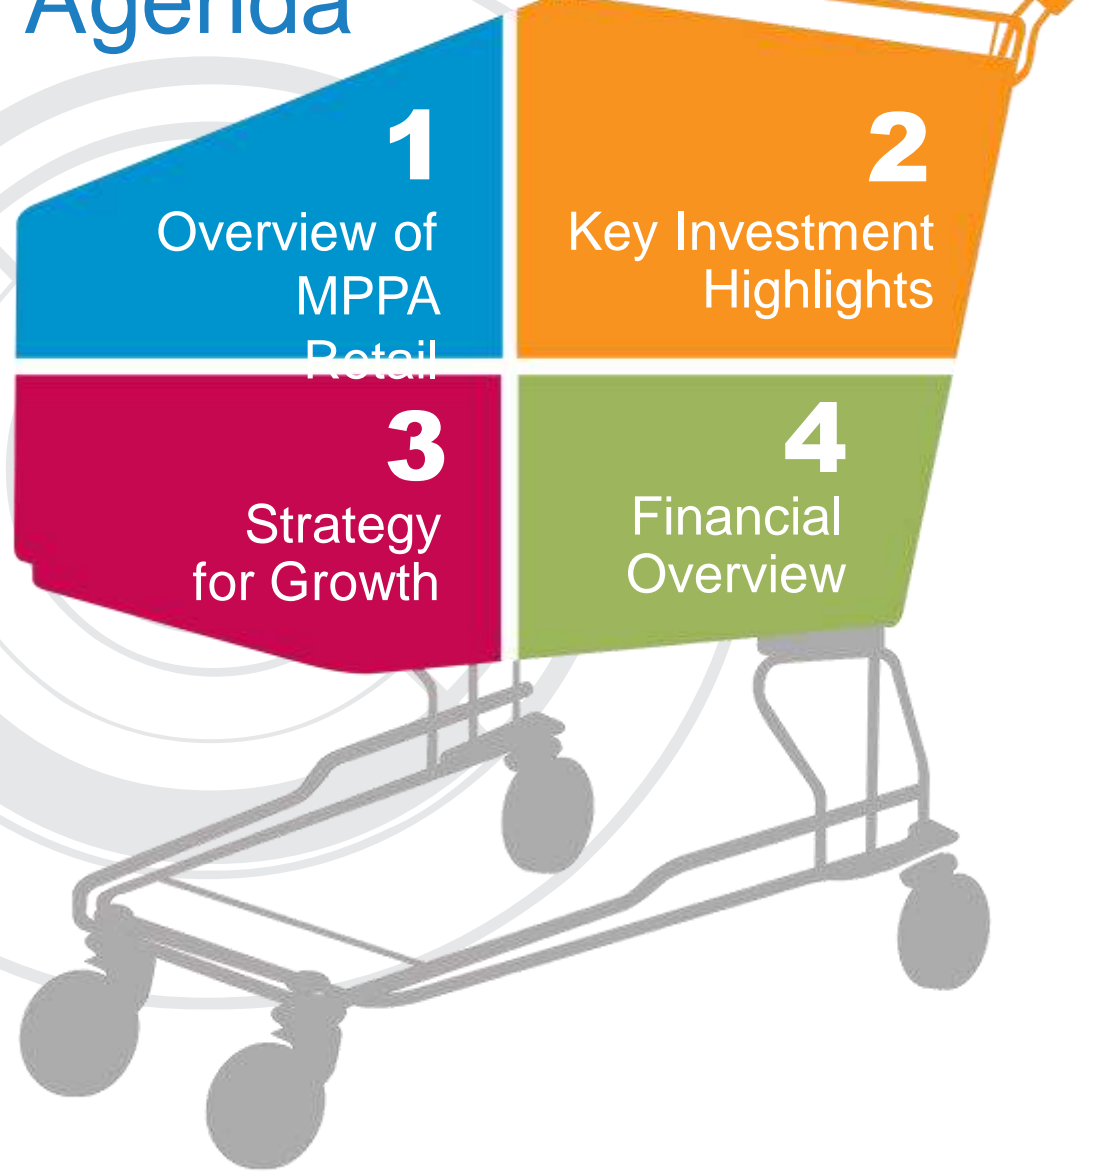 Agenda
1
Overview of
MPPA
Retail
2
Key Investment
Highlights
3
Strategy
for Growth
4
Financial
Overview